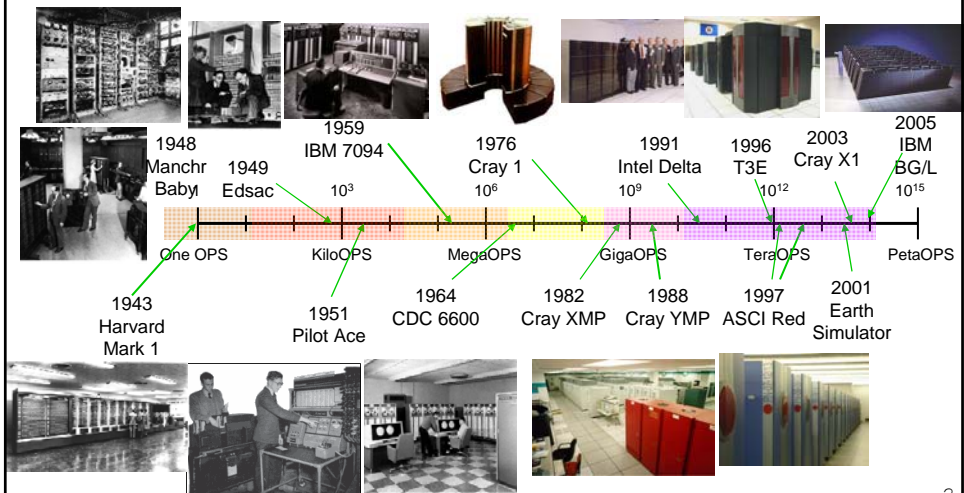 1948
Manchr
Baby
1949
Edsac
1959
IBM 7094
1976
Cray 1
1991
Intel Delta
1996
T3E
2003
Cray X1
2005
IBM
BG/L
1
10³
10⁶
10⁹
10¹²
10¹⁵
One OPS
KiloOPS
MegaOPS
GigaOPS
TeraOPS
PetaOPS
1943
Harvard
Mark 1
1951
Pilot Ace
1964
CDC 6600
1982
Cray XMP
1988
Cray YMP
1997
ASCI Red
2001
Earth
Simulator